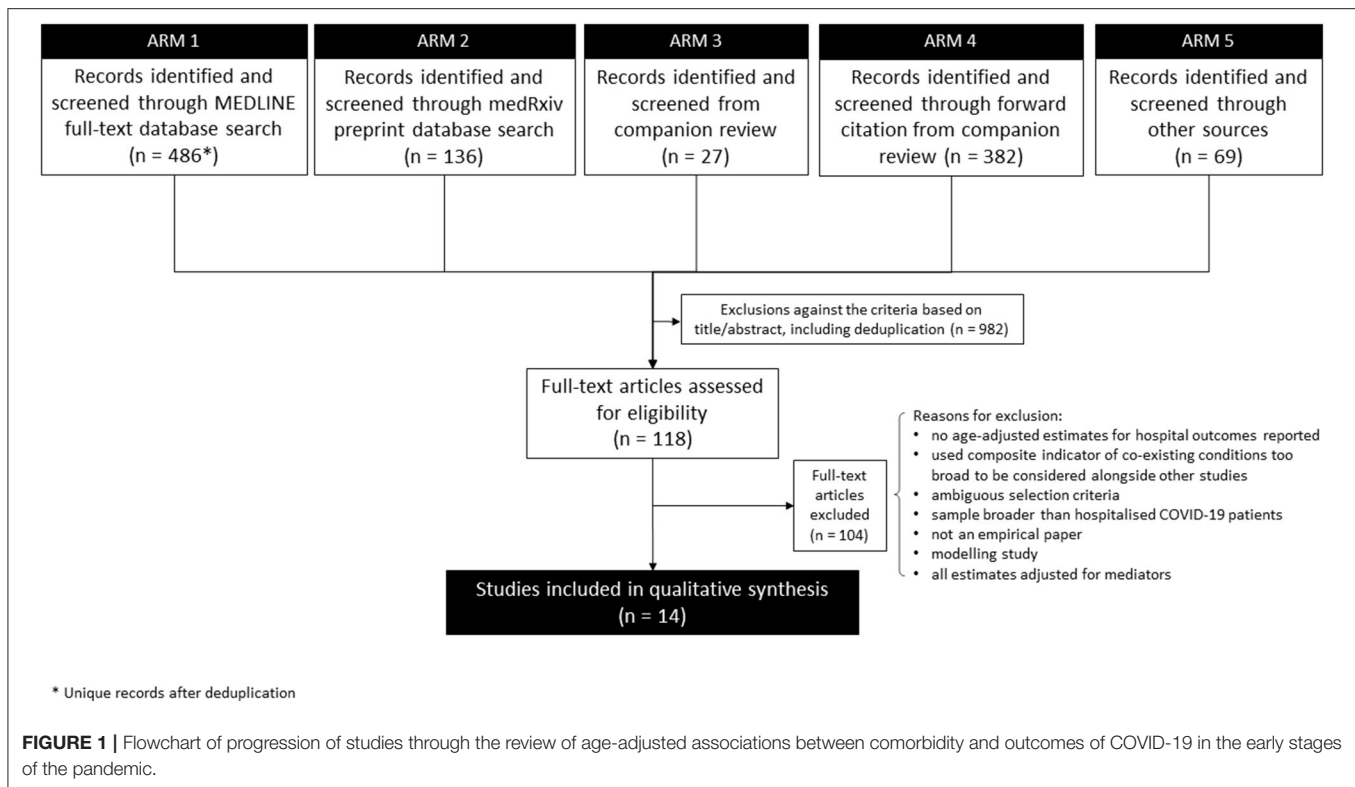 ARM 1
Records identified and
screened through MEDLINE
full-text database search
(n = 486*)
ARM 2
Records identified and
screened through medRxiv
preprint database search
(n = 136)
ARM 3
Records identified and
screened from
companion review
(n = 27)
ARM 4
Records identified and
screened through forward
citation from companion
review (n = 382)
ARM 5
Records identified and
screened through
other sources
(n = 69)
Exclusions against the criteria based on
title/abstract, including deduplication (n = 982)
Full-text articles assessed
for eligibility
(n = 118)
Full-text
articles
excluded
(n = 104)
Reasons for exclusion:
• no age-adjusted estimates for hospital outcomes reported
• used composite indicator of co-existing conditions too
broad to be considered alongside other studies
• ambiguous selection criteria
• sample broader than hospitalised COVID-19 patients
• not an empirical paper
• modelling study
• all estimates adjusted for mediators
Studies included in qualitative synthesis
(n = 14)
* Unique records after deduplication
FIGURE 1 | Flowchart of progression of studies through the review of age-adjusted associations between comorbidity and outcomes of COVID-19 in the early stages
of the pandemic.